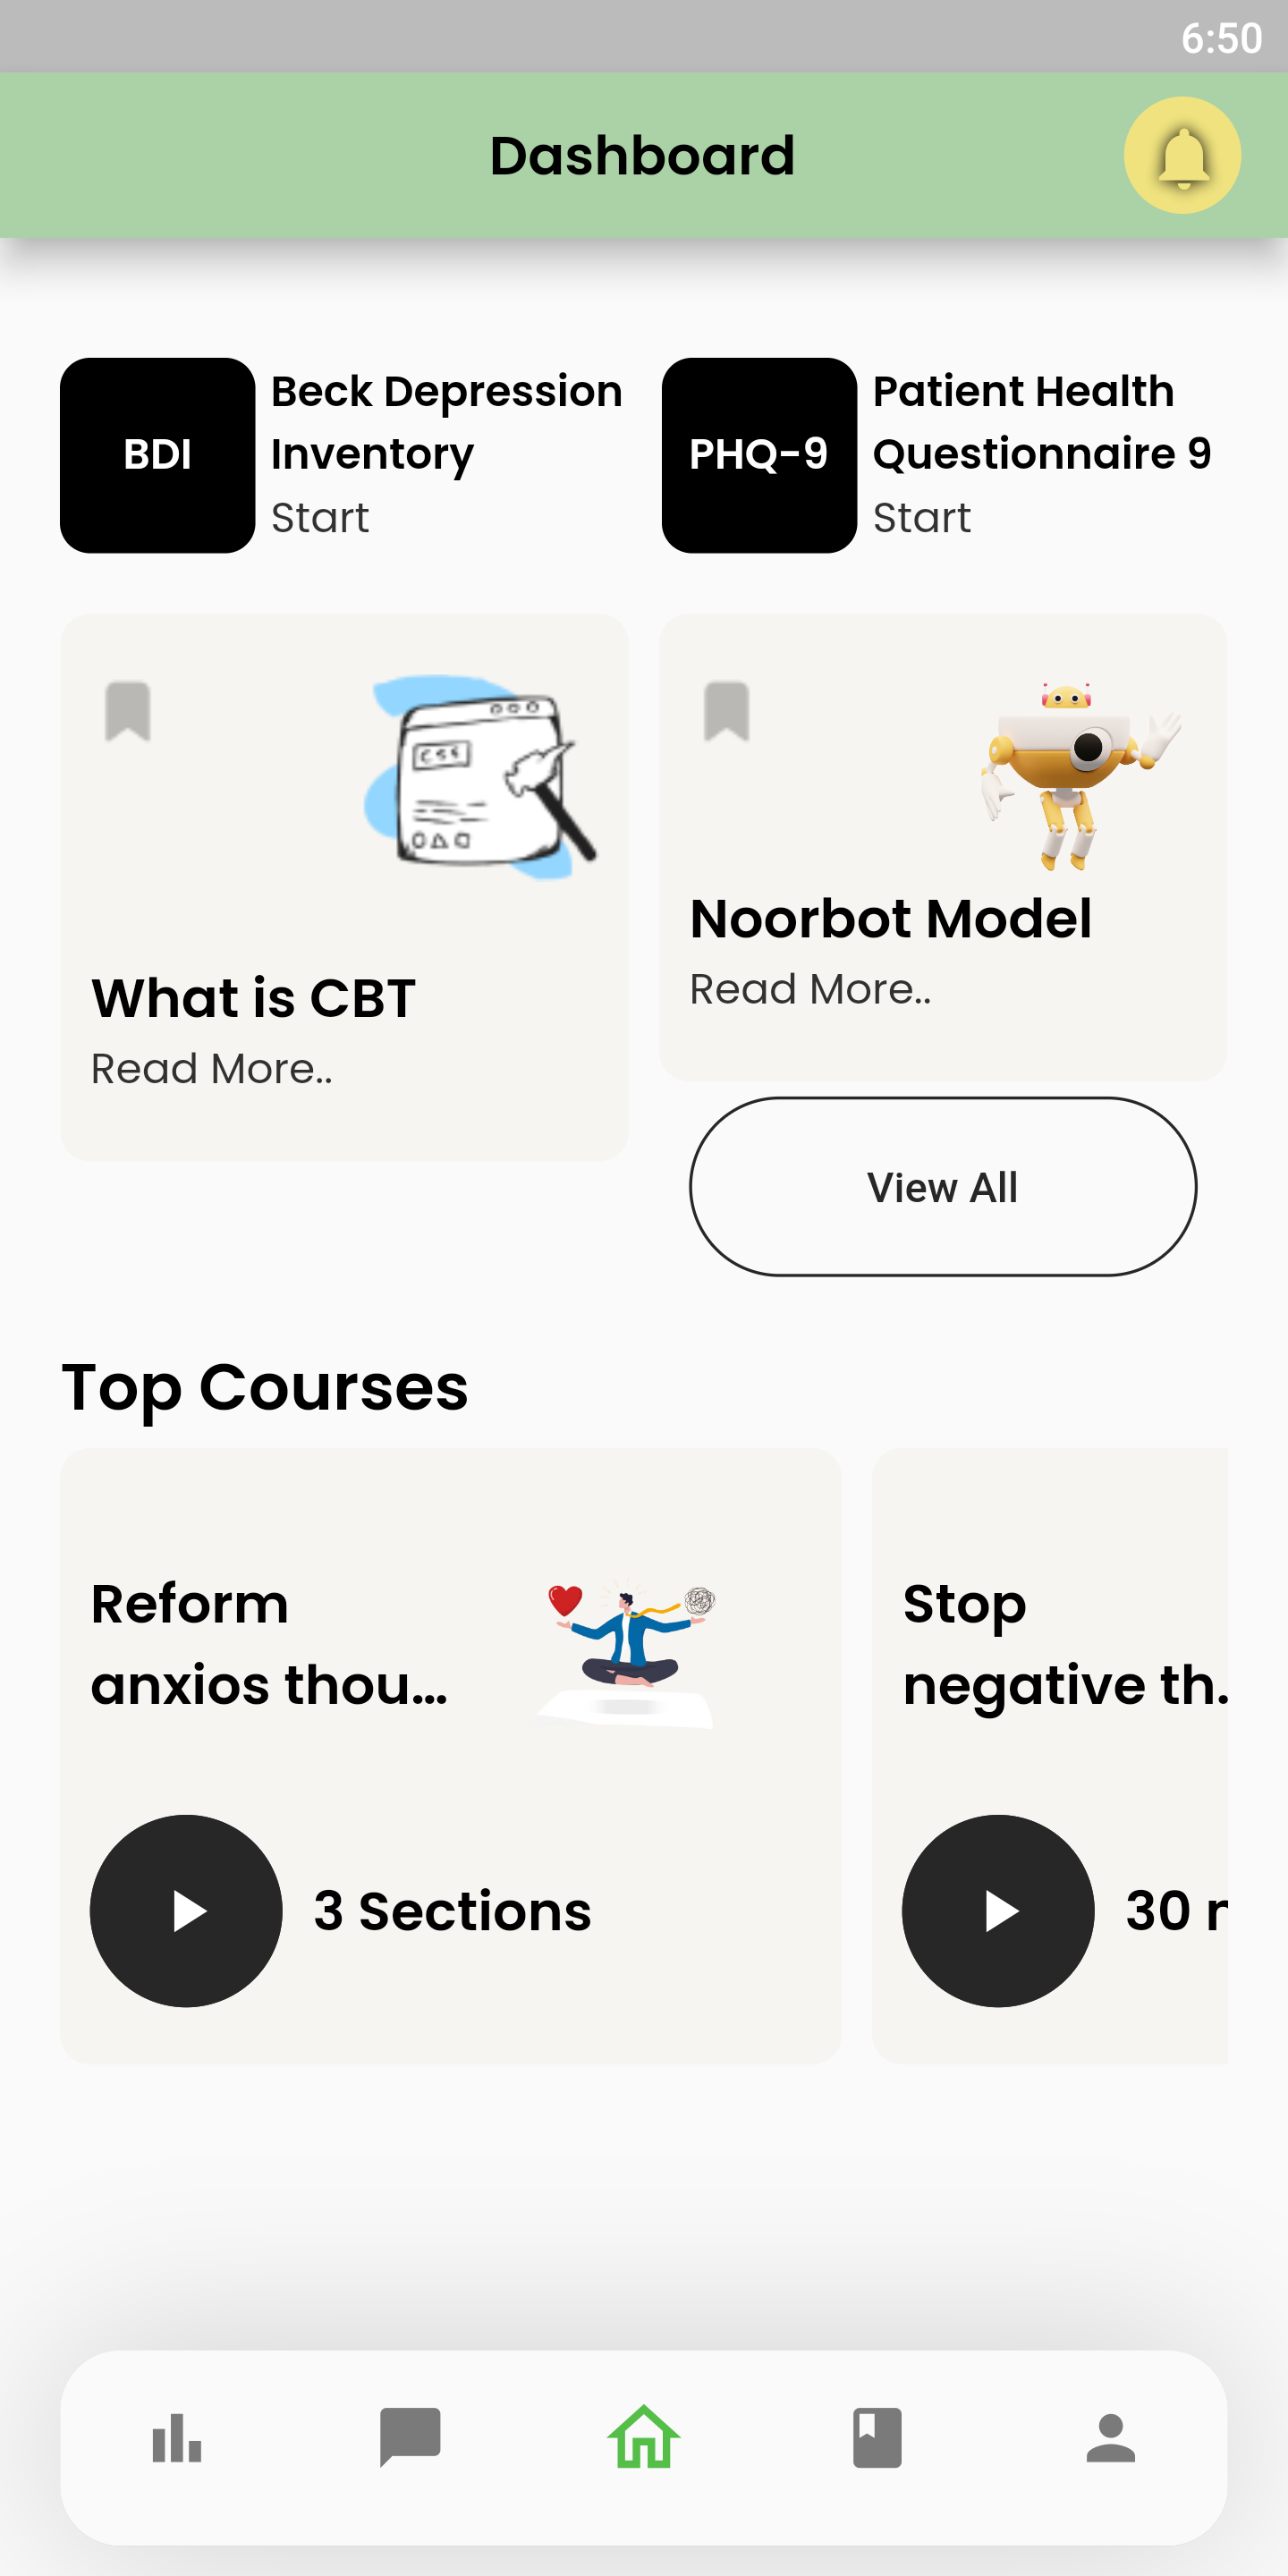 6:50
Dashboard
BDI
Beck Depression
Inventory
Start
PHQ-9
Patient Health
Questionnaire 9
Start
CSS
What is CBT
Read More..
Noorbot Model
Read More..
View All
Top Courses
Reform
anxios thou...
3 Sections
Stop
negative th.
30